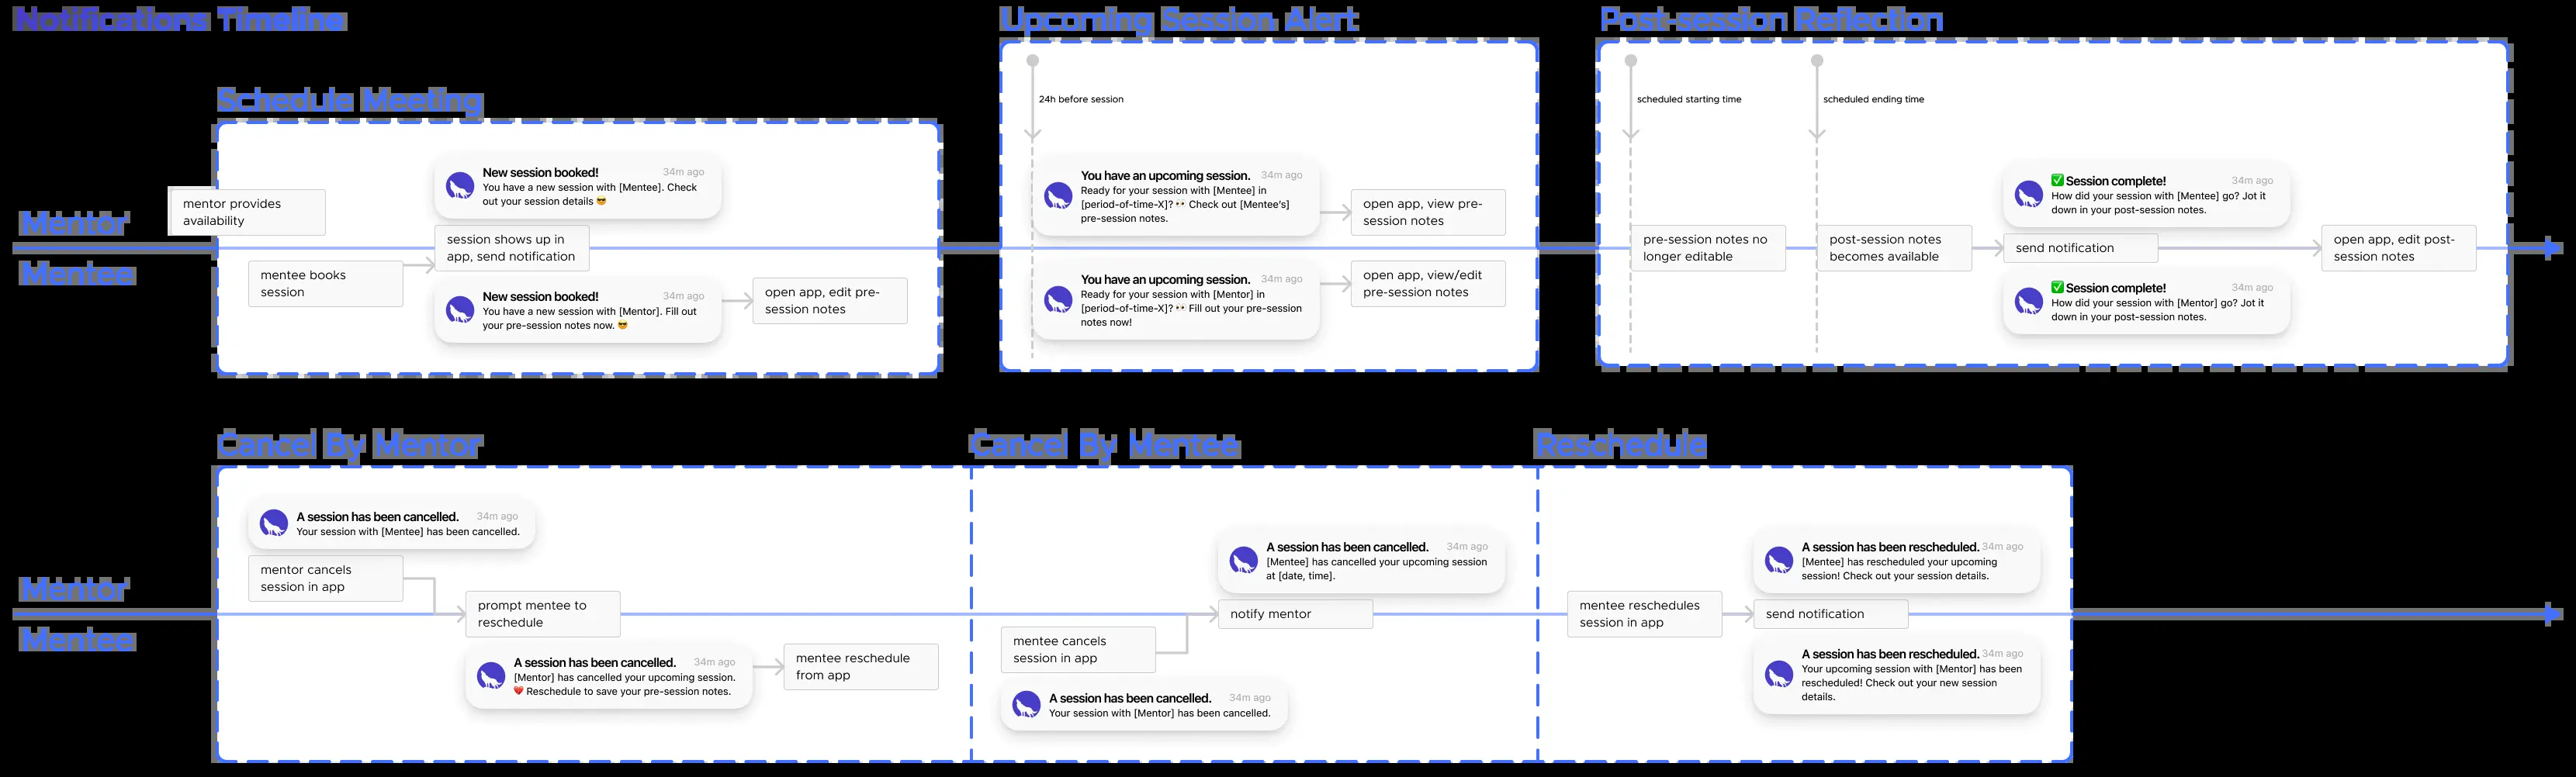 Notifications Timeline
Schedule Meeting
mentor provides
availability
Mentor
Mentee
mentee books
session
New session booked!
34m ago
You have a new session with [Mentee]. Check
out your session details 😎
session shows up in
app, send notification
New session booked!
34m ago
You have a new session with [Mentor]. Fill out
your pre-session notes now. 😎
open app, edit pre-
session notes
Upcoming Session Alert
24h before session
You have an upcoming session.
34m ago
Ready for your session with [Mentee] in
[period-of-time-X]? 👀 Check out [Mentee's]
pre-session notes.
open app, view pre-
session notes
You have an upcoming session.
34m ago
Ready for your session with [Mentor] in
[period-of-time-X]? 👀 Fill out your pre-session
notes now!
open app, view/edit
pre-session notes
Post-session Reflection
scheduled starting time
scheduled ending time
pre-session notes no
longer editable
post-session notes
becomes available
✅ Session complete!
34m ago
How did your session with [Mentee] go? Jot it
down in your post-session notes.
send notification
✅ Session complete!
34m ago
How did your session with [Mentor] go? Jot it
down in your post-session notes.
open app, edit post-
session notes
Cancel By Mentor
Mentor
Mentee
A session has been cancelled.
34m ago
Your session with [Mentee] has been cancelled.
mentor cancels
session in app
prompt mentee to
reschedule
A session has been cancelled.
34m ago
[Mentor] has cancelled your upcoming session.
💔 Reschedule to save your pre-session notes.
mentee reschedule
from app
Cancel By Mentee
A session has been cancelled.
34m ago
[Mentee] has cancelled your upcoming session
at [date, time].
notify mentor
mentee cancels
session in app
A session has been cancelled.
34m ago
Your session with [Mentor] has been cancelled.
Reschedule
mentee reschedules
session in app
A session has been rescheduled.
34m ago
[Mentee] has rescheduled your upcoming
session! Check out your session details.
send notification
A session has been rescheduled.
34m ago
Your upcoming session with [Mentor] has been
rescheduled! Check out your new session
details.